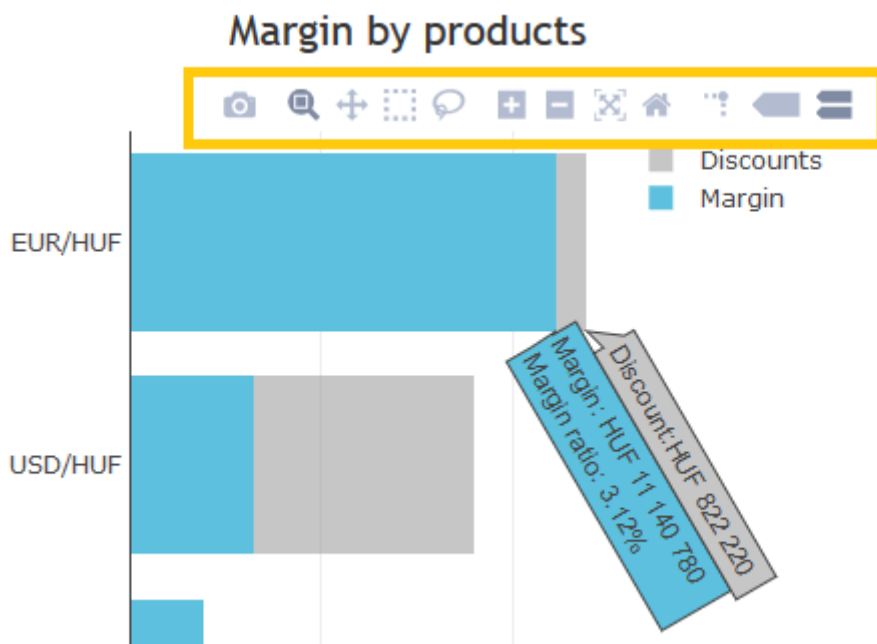 Margin by products
Discounts
Margin
EUR/HUF
Discount:HUF 822 220
Margin: HUF 11 140 780
Margin ratio: 3.12%
USD/HUF